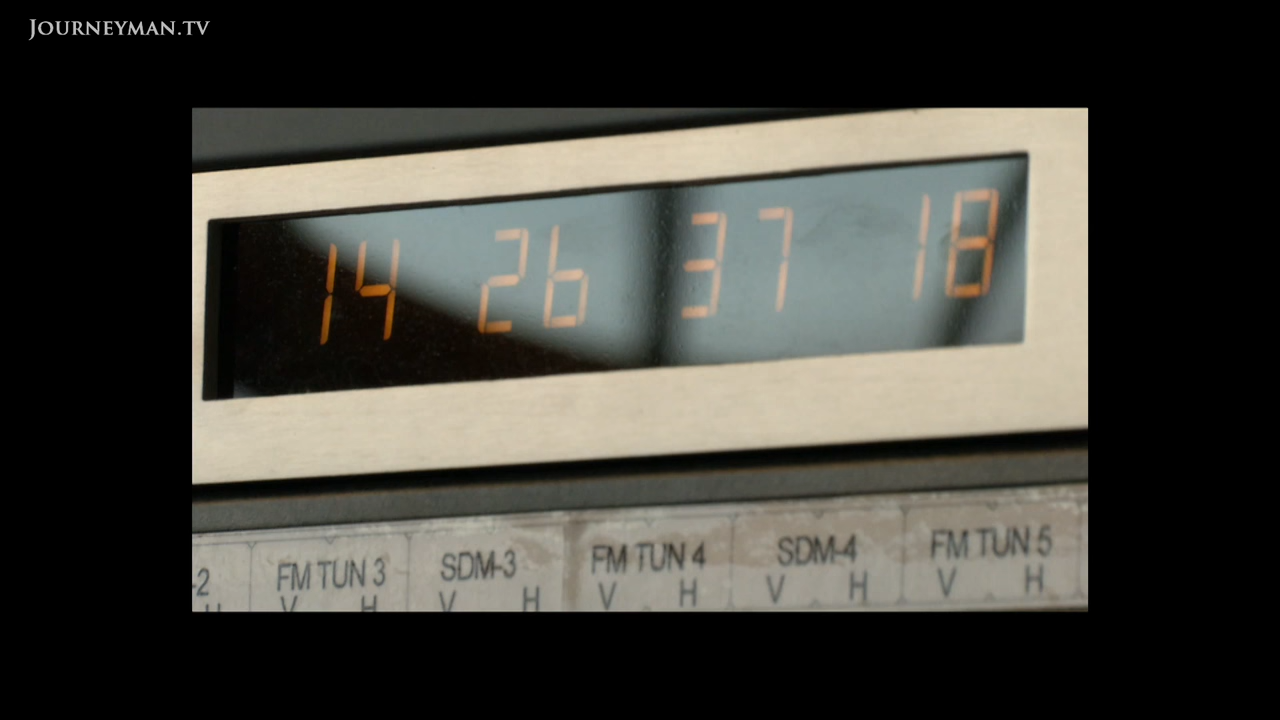 JOURNEYMAN.TV
14 26 37 18
-2 FM TUN 3 SDM-3 FM TUN 4 SDM-4 FM TUN 5
H V H V H V H V H V H